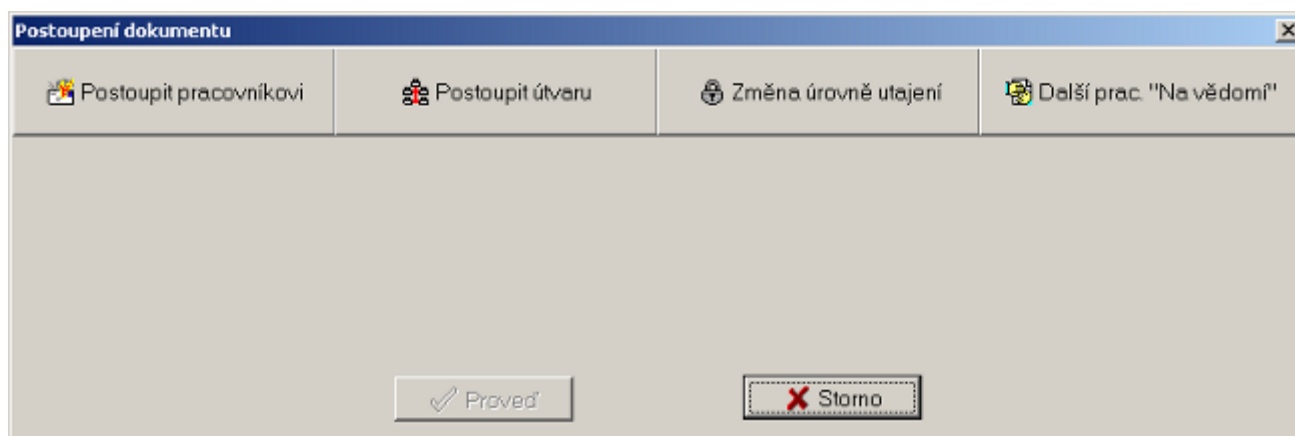 Postoupení dokumentu
Postoupit pracovníkovi
Postoupit útvaru
Změna úrovně utajení
Další prac. "Na vědomí"
Proveď
Storno